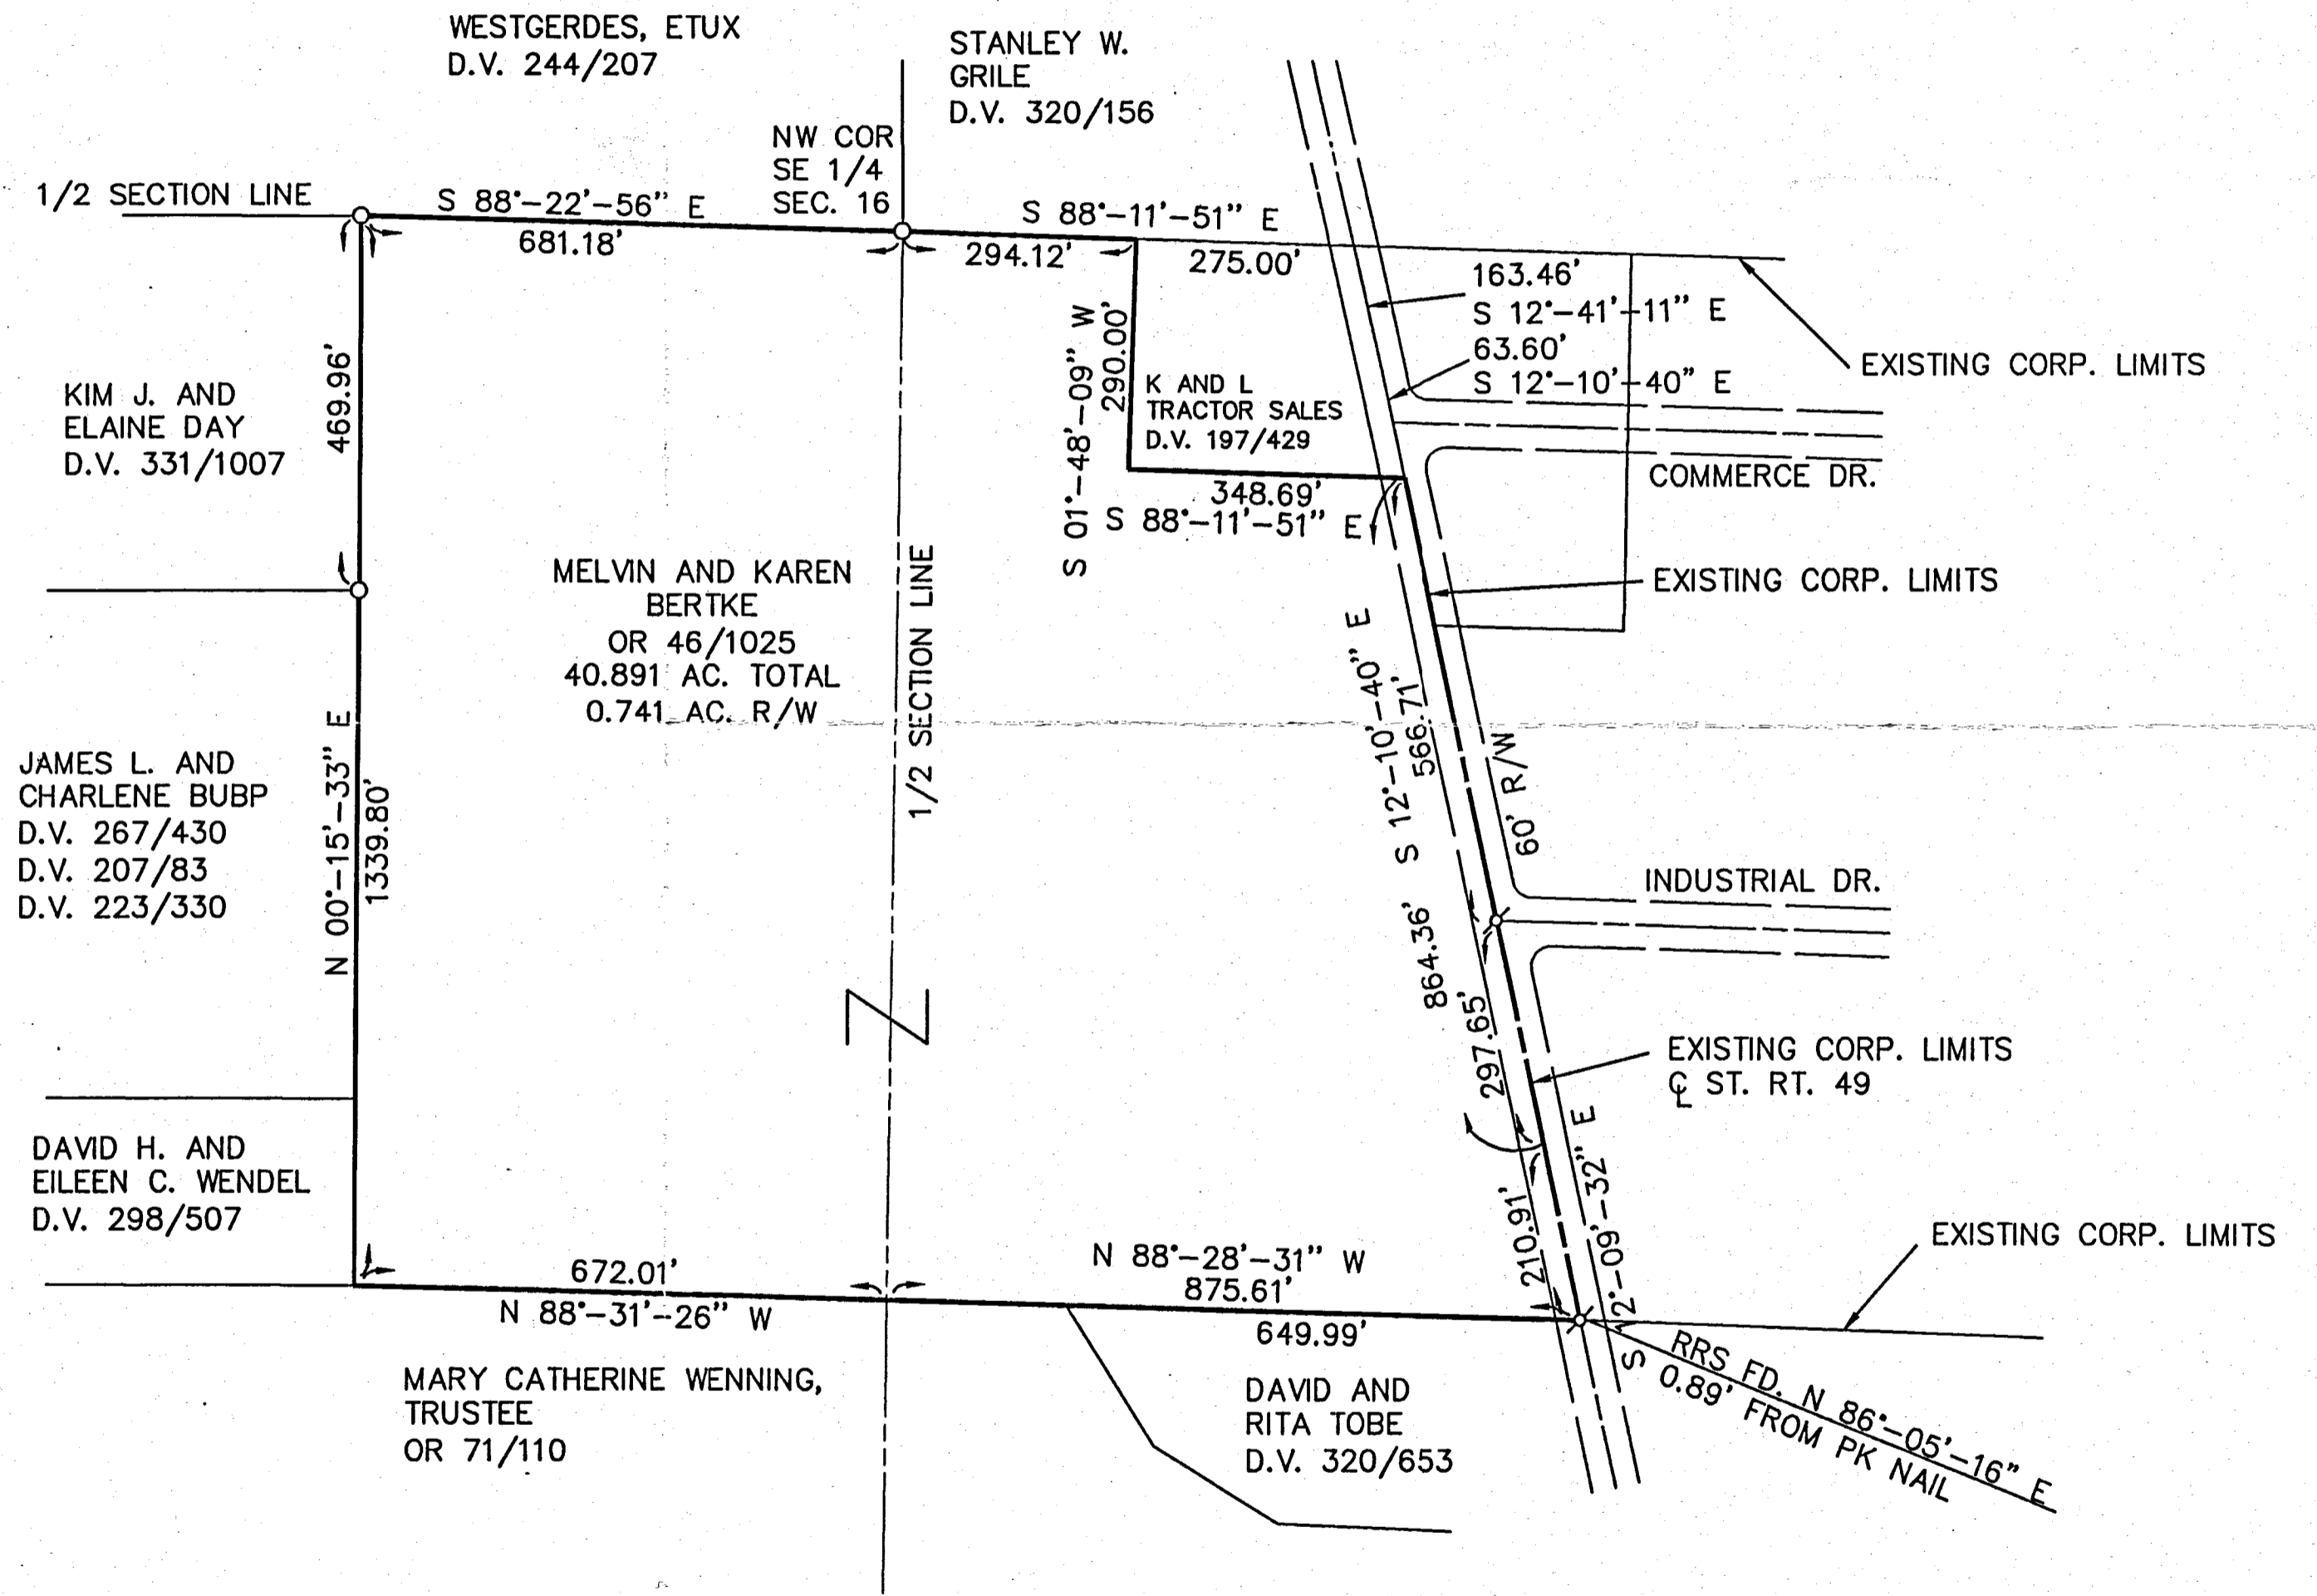 WESTGERDES, ETUX
D.V. 244/207
STANLEY W.
GRILE
D.V. 320/156
NW COR
SE 1/4
SEC. 16
1/2 SECTION LINE
S 88°-22'-56" E
681.18'
S 88°-11'-51" E
294.12'
275.00'
163.46'
S 12°-41'-11" E
63.60'
S 12°-10'-40" E
EXISTING CORP. LIMITS
KIM J. AND
ELAINE DAY
D.V. 331/1007
469.96'
S 01°-48'-09" W
290.00'
K AND L
TRACTOR SALES
D.V. 197/429
COMMERCE DR.
348.69'
S 88°-11'-51" E
MELVIN AND KAREN
BERTKE
OR 46/1025
40.891 AC. TOTAL
0.741 AC. R/W
1/2 SECTION LINE
EXISTING CORP. LIMITS
JAMES L. AND
CHARLENE BUBP
D.V. 267/430
D.V. 207/83
D.V. 223/330
N 00°-15'-33" E
1339.80'
864.36' S 12°-10'-40" E
566.71'
60' R/W
INDUSTRIAL DR.
N
297.65'
EXISTING CORP. LIMITS
℄ ST. RT. 49
DAVID H. AND
EILEEN C. WENDEL
D.V. 298/507
210.91'
S 12°-09'-32" E
EXISTING CORP. LIMITS
672.01'
N 88°-31'-26" W
N 88°-28'-31" W
875.61'
649.99'
RRS FD. N 86°-05'-16" E
0.89' FROM PK NAIL
MARY CATHERINE WENNING,
TRUSTEE
OR 71/110
DAVID AND
RITA TOBE
D.V. 320/653